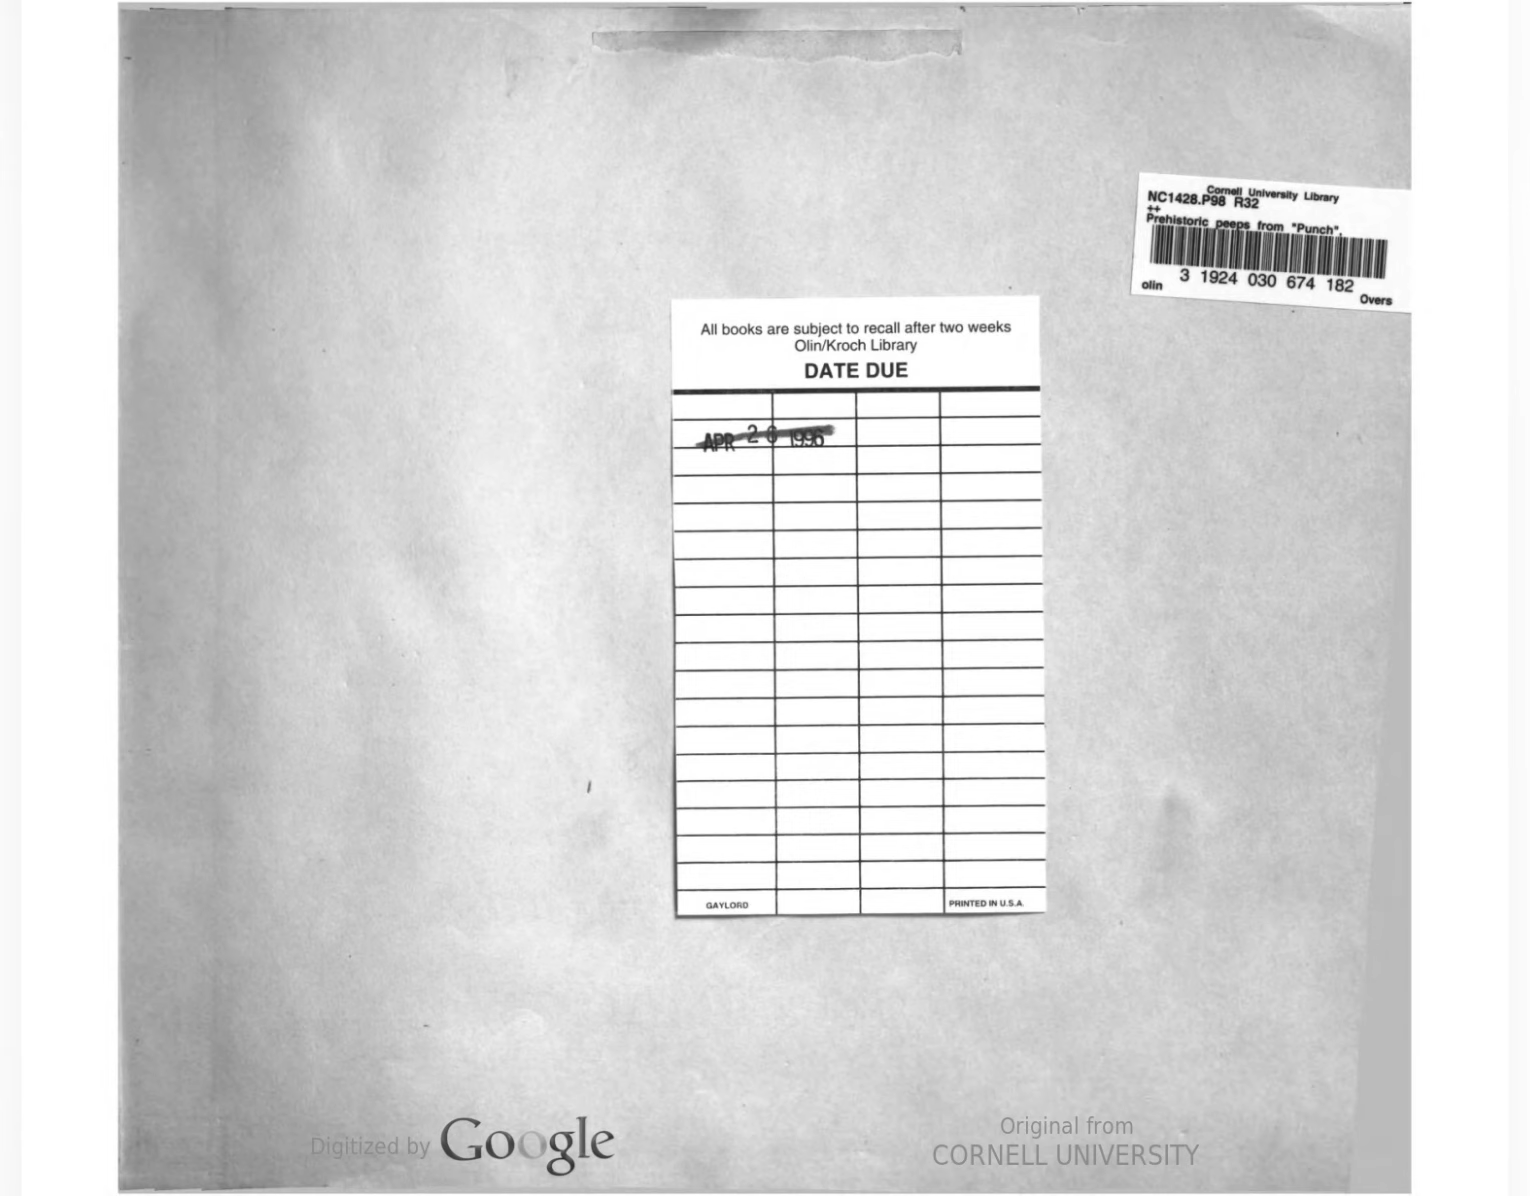 Cornell University Library
NC1428.P98 R32
++
Prehistoric peeps from "Punch".
3 1924 030 674 182
olin
Overs
All books are subject to recall after two weeks
Olin/Kroch Library
DATE DUE
APR 26 1996
GAYLORD
PRINTED IN U.S.A.
Digitized by Google
Original from
CORNELL UNIVERSITY